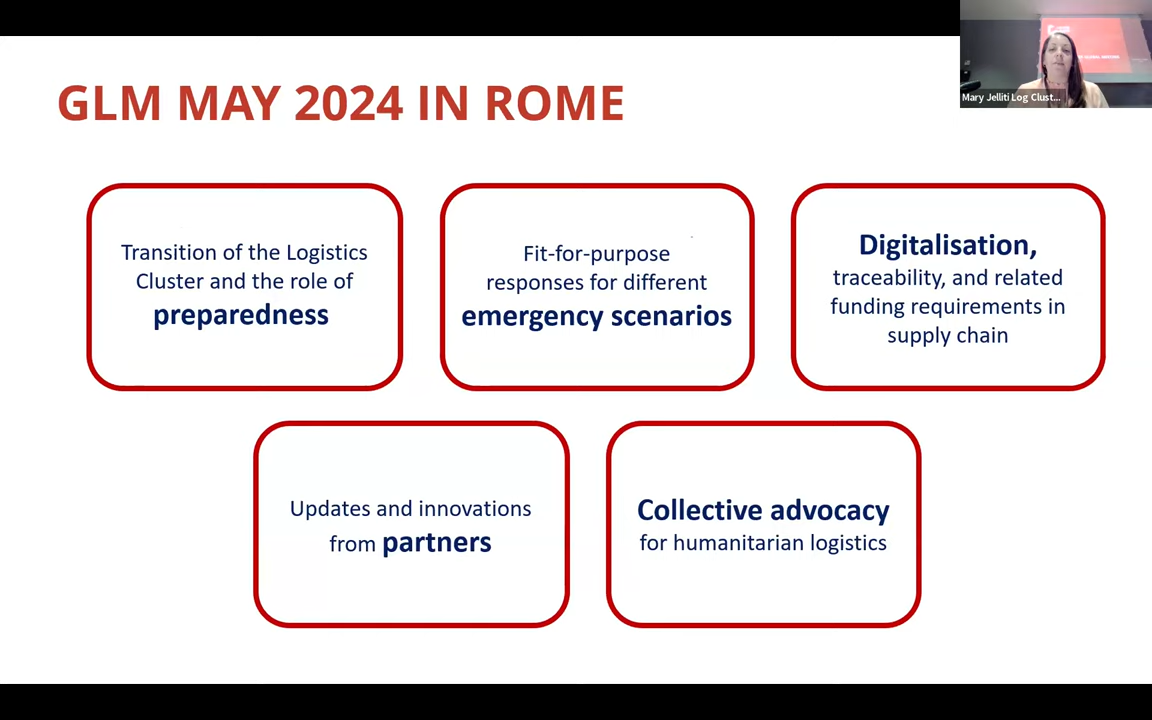 GLM MAY 2024 IN ROME
Mary Jelliti Log Clust...
Transition of the Logistics
Cluster and the role of
preparedness
Fit-for-purpose
responses for different
emergency scenarios
Digitalisation,
traceability, and related
funding requirements in
supply chain
Updates and innovations
from partners
Collective advocacy
for humanitarian logistics